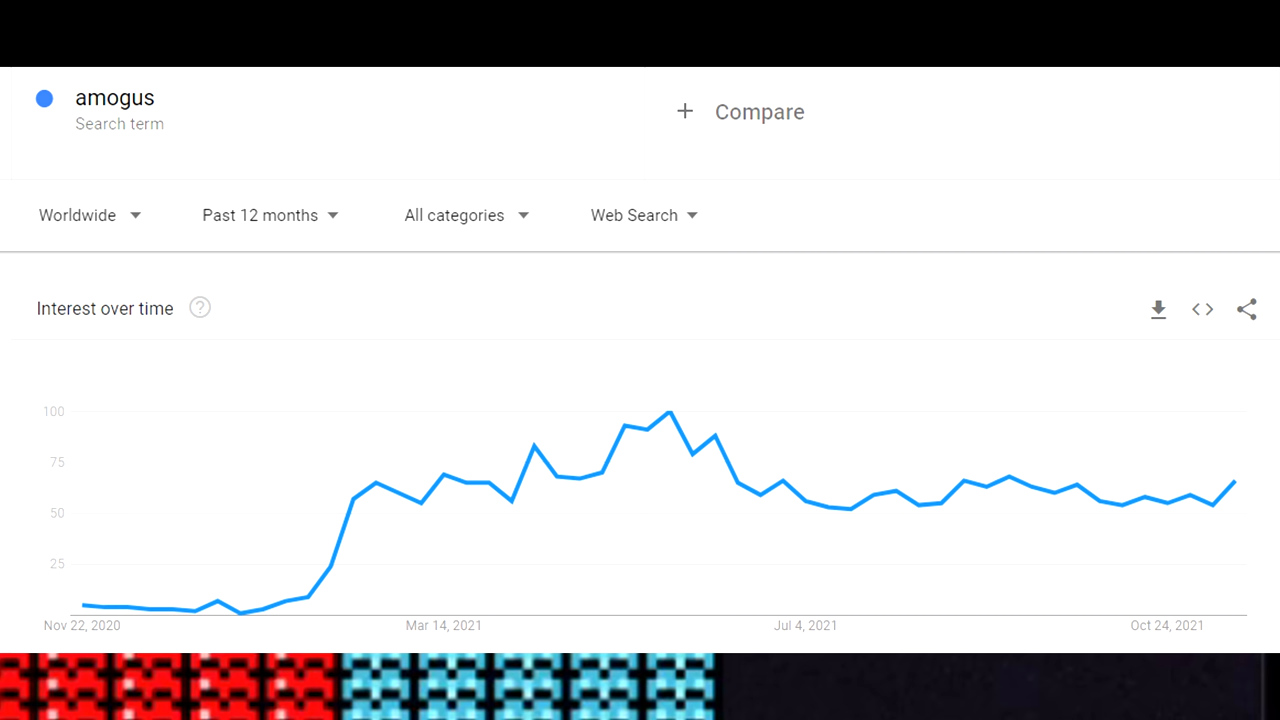 amogus
Search term
+ Compare
Worldwide Past 12 months All categories Web Search
Interest over time ?
100
75
50
25
Nov 22, 2020 Mar 14, 2021 Jul 4, 2021 Oct 24, 2021